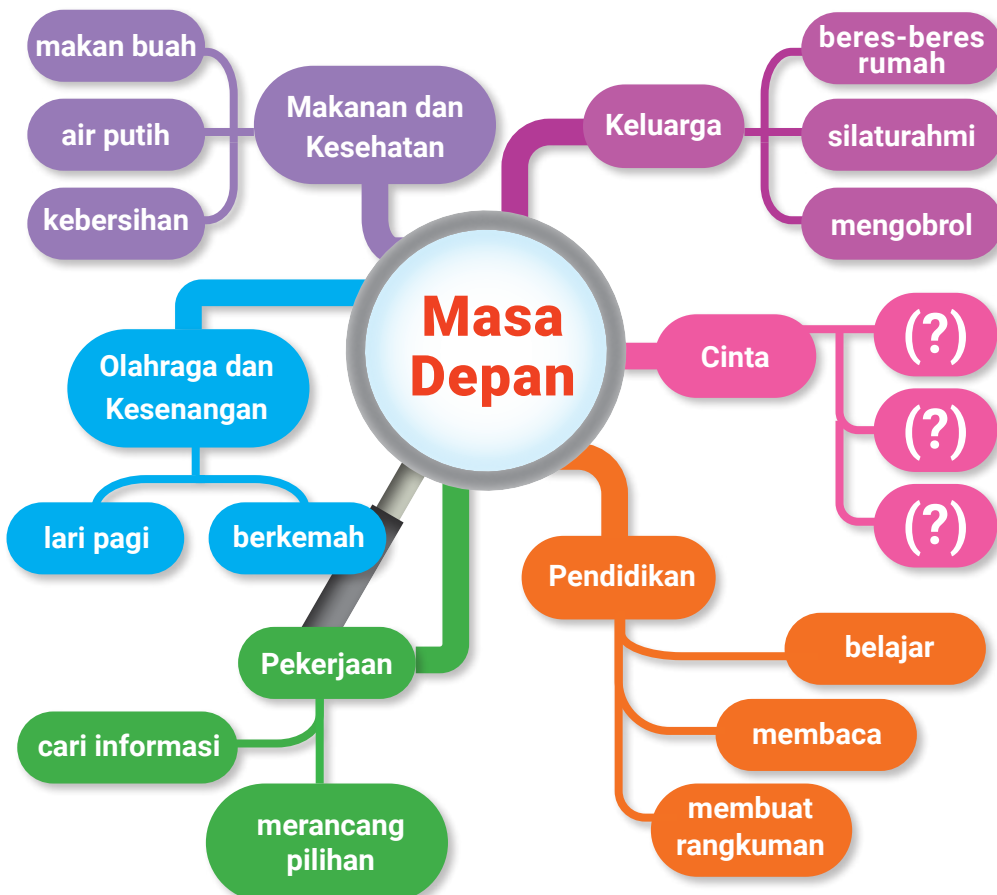 makan buah
air putih
kebersihan
Makanan dan
Kesehatan
Keluarga
beres-beres
rumah
silaturahmi
mengobrol
Masa
Depan
Cinta
(?)
(?)
(?)
Olahraga dan
Kesenangan
lari pagi
berkemah
Pendidikan
belajar
membaca
membuat
rangkuman
Pekerjaan
cari informasi
merancang
pilihan